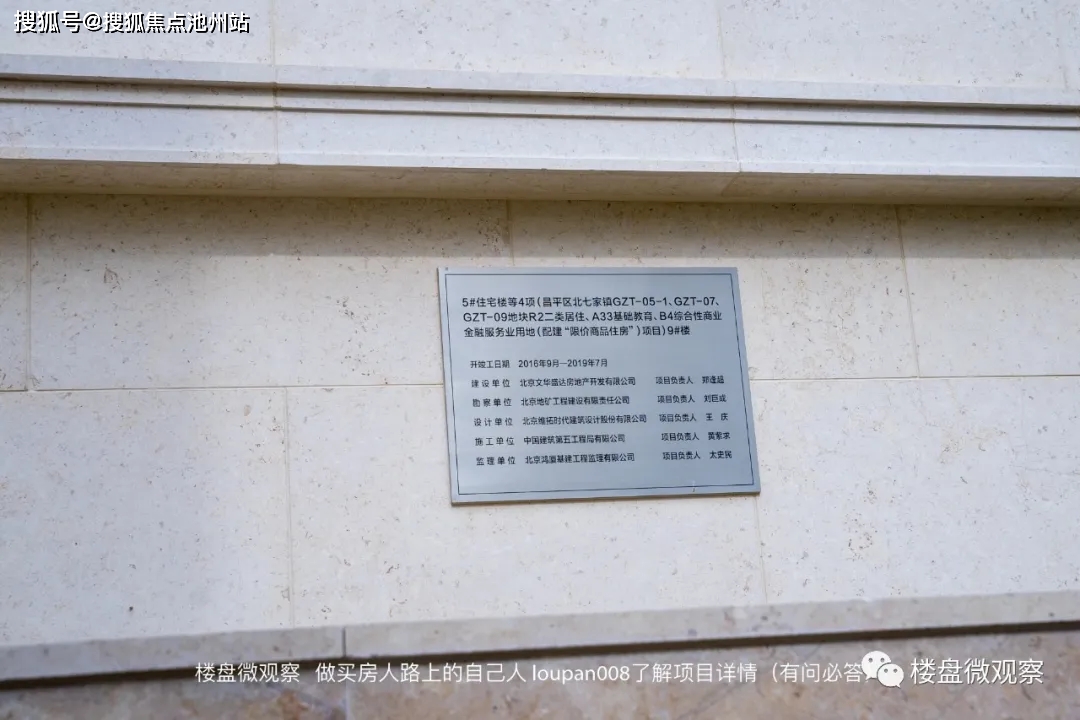 搜狐号@搜狐焦点池州站
5#住宅楼等4项(昌平区北七家镇GZT-05-1、GZT-07、
GZT-09地块R2二类居住、A33基础教育、B4综合性商业
金融服务业用地(配建“限价商品住房”)项目)9#楼
开竣工日期 2016年9月—2019年7月
建设单位 北京文华盛达房地产开发有限公司 项目负责人 郑逢超
勘察单位 北京地矿工程建设有限责任公司 项目负责人 刘巨成
设计单位 北京维拓时代建筑设计股份有限公司 项目负责人 王庆
施工单位 中国建筑第五工程局有限公司 项目负责人 黄紫求
监理单位 北京鸿厦基建工程监理有限公司 项目负责人 太史民
楼盘微观察 做买房人路上的自己人 loupan008了解项目详情(有问必答
楼盘微观察